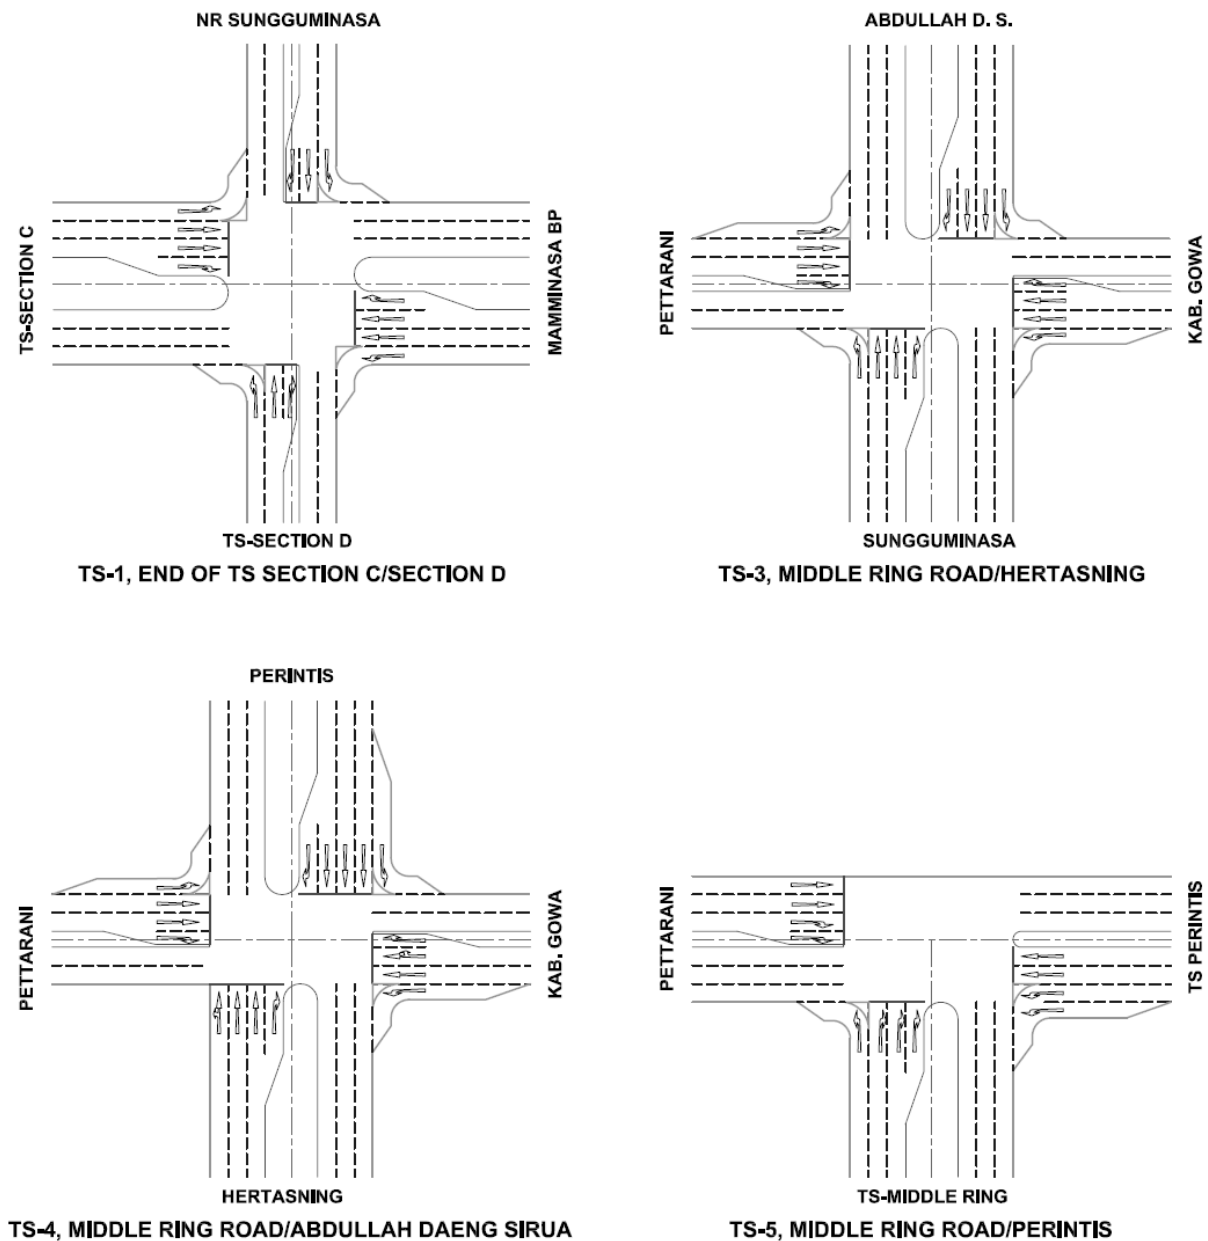 NR SUNGGUMINASA
TS-SECTION C
MAMMINASA BP
TS-SECTION D
TS-1, END OF TS SECTION C/SECTION D
ABDULLAH D. S.
PETTARANI
KAB. GOWA
SUNGGUMINASA
TS-3, MIDDLE RING ROAD/HERTASNING
PERINTIS
PETTARANI
KAB. GOWA
HERTASNING
TS-4, MIDDLE RING ROAD/ABDULLAH DAENG SIRUA
PETTARANI
TS PERINTIS
TS-MIDDLE RING
TS-5, MIDDLE RING ROAD/PERINTIS